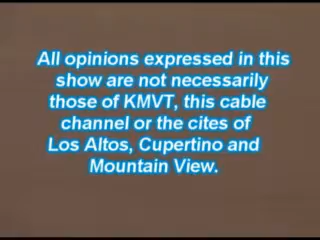 All opinions expressed in this
show are not necessarily
those of KMVT, this cable
channel or the cites of
Los Altos, Cupertino and
Mountain View.